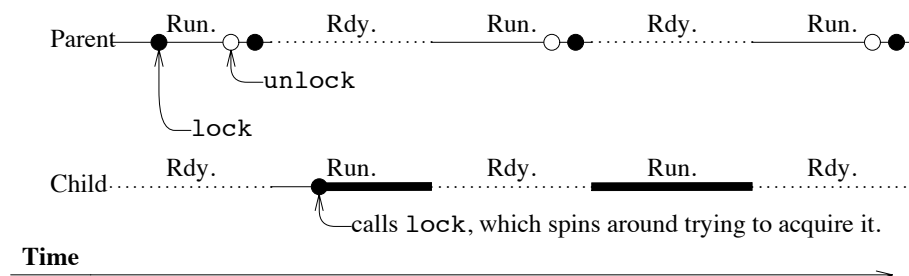 Run. Rdy. Run. Rdy. Run.
Parent
unlock
lock
Rdy. Run. Rdy. Run. Rdy.
Child
calls lock, which spins around trying to acquire it.
Time